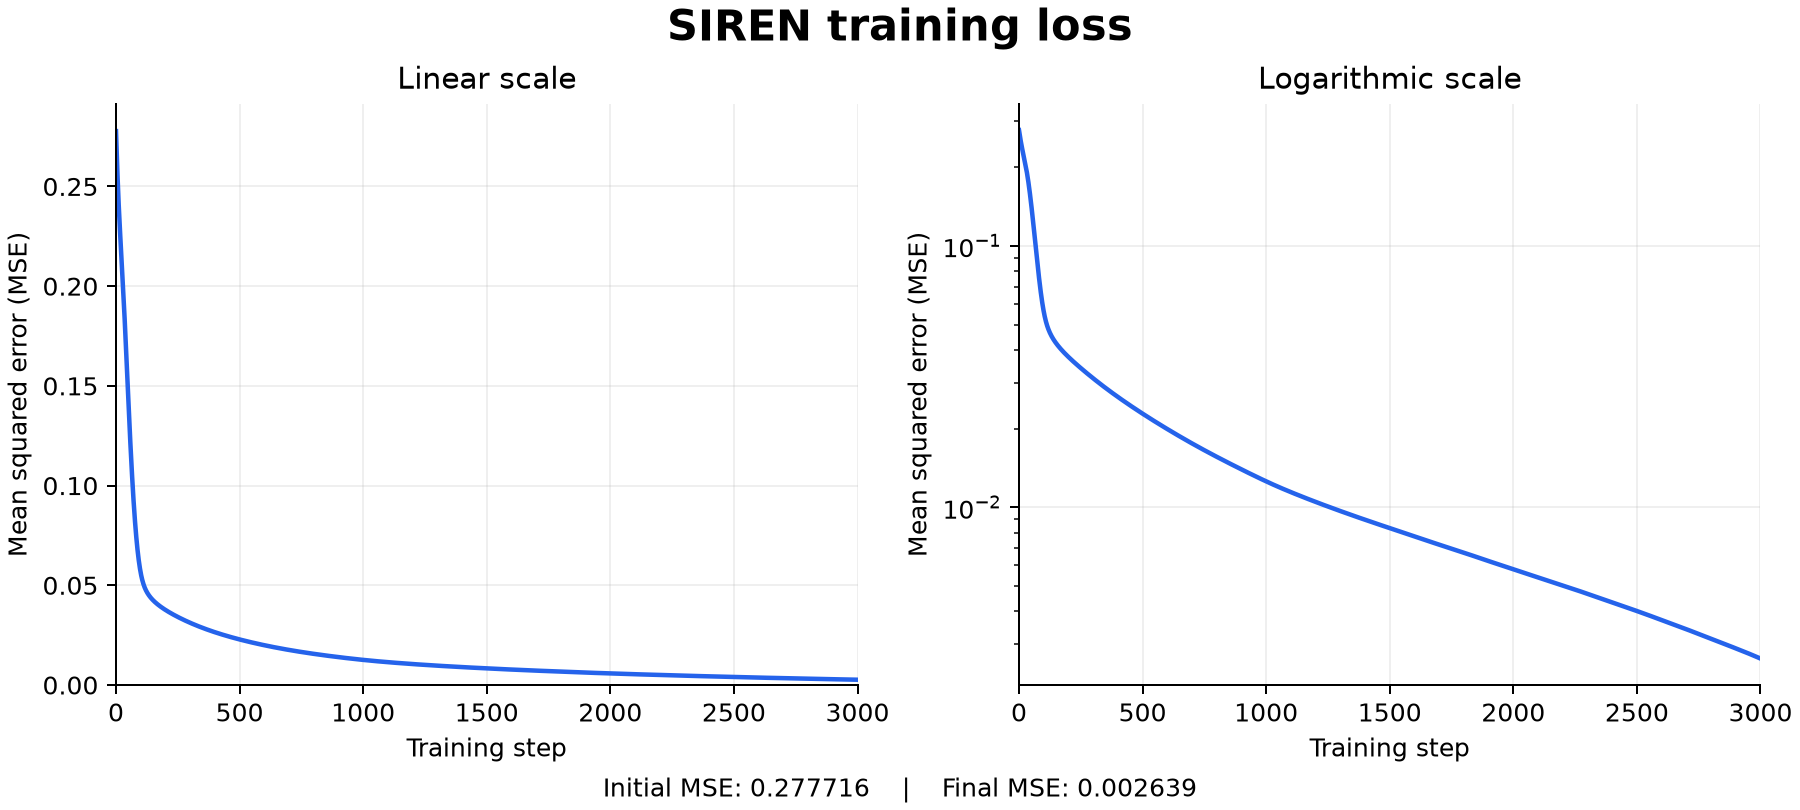 SIREN training loss
Linear scale
Mean squared error (MSE)
0.25
0.20
0.15
0.10
0.05
0.00
0 500 1000 1500 2000 2500 3000
Training step
Logarithmic scale
Mean squared error (MSE)
10⁻¹
10⁻²
0 500 1000 1500 2000 2500 3000
Training step
Initial MSE: 0.277716 | Final MSE: 0.002639